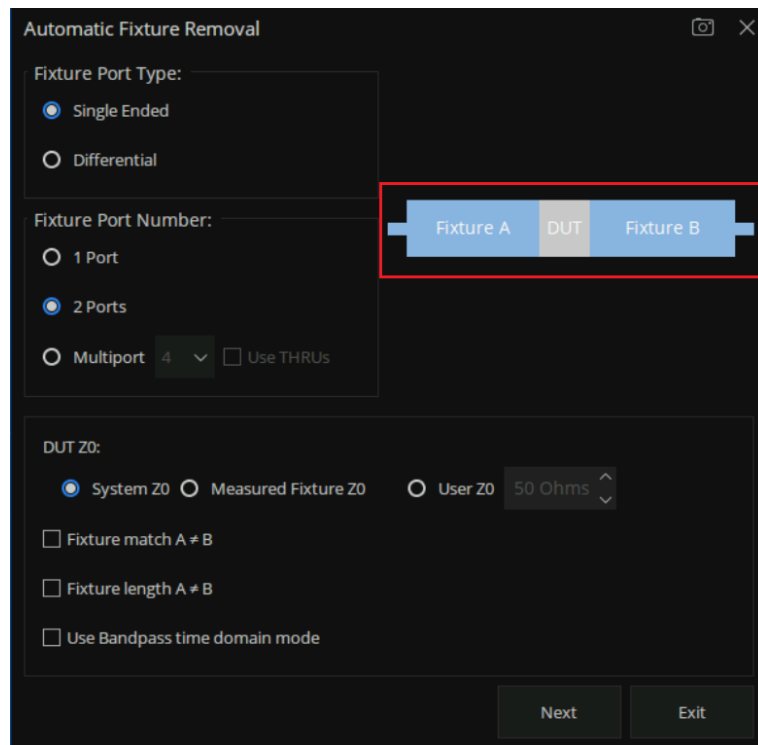 Automatic Fixture Removal
Fixture Port Type:
Single Ended
Differential
Fixture Port Number:
1 Port
2 Ports
Multiport 4 Use THRUs
Fixture A DUT Fixture B
DUT Z0:
System Z0 Measured Fixture Z0 User Z0 50 Ohms
Fixture match A ≠ B
Fixture length A ≠ B
Use Bandpass time domain mode
Next Exit